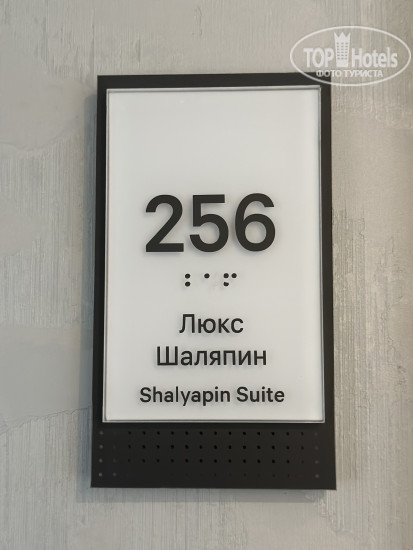 TOP Hotels
ФОТО ТУРИСТА
256
Люкс
Шаляпин
Shalyapin Suite